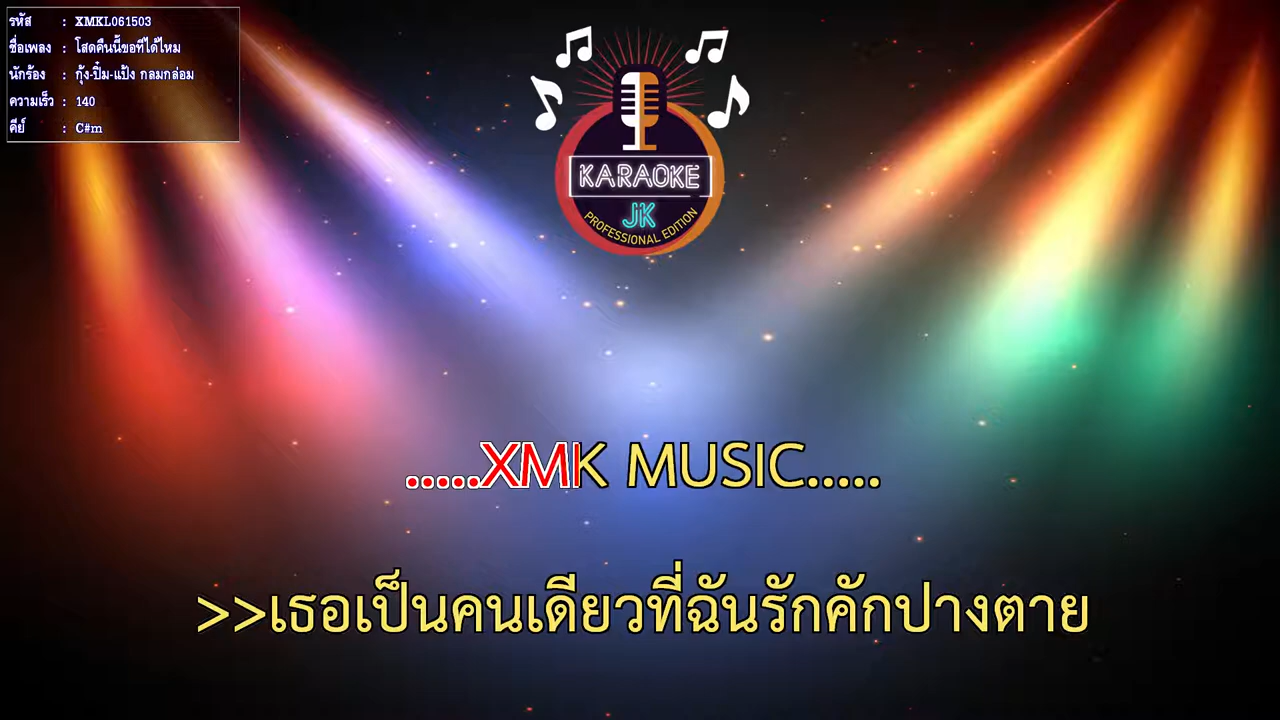 รหัส : XMKL061503
ชื่อเพลง : โสดคืนนี้ขอทีได้ไหม
นักร้อง : กุ้ง-ปิ๋ม-แป้ง กลมกล่อม
ความเร็ว : 140
คีย์ : C#m
KARAOKE
JK
PROFESSIONAL EDITION
.....XMK MUSIC.....
>>เธอเป็นคนเดียวที่ฉันรักคักปางตาย